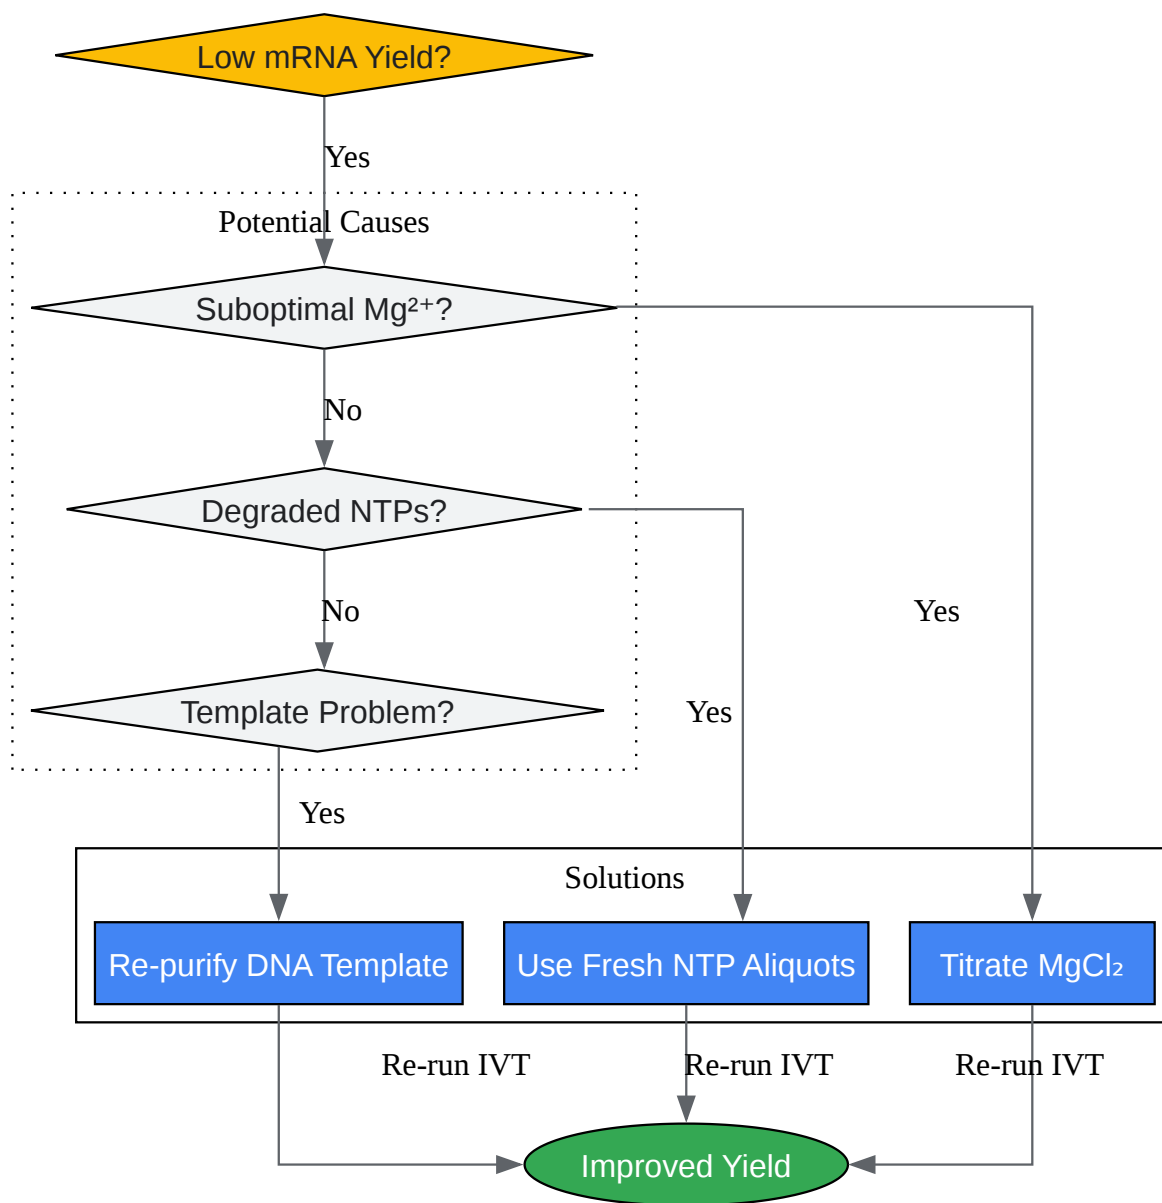 Low mRNA Yield?
Yes
Potential Causes
Suboptimal Mg²⁺?
No
Degraded NTPs?
No
Yes
Template Problem?
Yes
Yes
Solutions
Re-purify DNA Template
Use Fresh NTP Aliquots
Titrate MgCl₂
Re-run IVT
Re-run IVT
Re-run IVT
Improved Yield